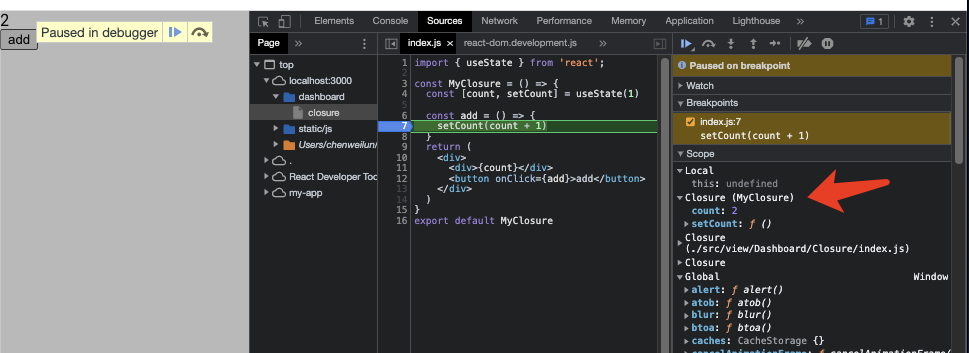 2
add
Paused in debugger
Elements Console Sources Network Performance Memory Application Lighthouse » 1
Page »
top
localhost:3000
dashboard
closure
static/js
Users/chenweilun/
.
React Developer Too
my-app
index.js × react-dom.development.js »
1 import { useState } from 'react';
2
3 const MyClosure = () => {
4 const [count, setCount] = useState(1)
5
6 const add = () => {
7 setCount(count + 1)
8 }
9 return (
10 <div>
11 <div>{count}</div>
12 <button onClick={add}>add</button>
13 </div>
14 )
15 }
16 export default MyClosure
Paused on breakpoint
Watch
Breakpoints
index.js:7
setCount(count + 1)
Scope
Local
this: undefined
Closure (MyClosure)
count: 2
setCount: ƒ ()
Closure
(./src/view/Dashboard/Closure/index.js)
Closure
Global Window
alert: ƒ alert()
atob: ƒ atob()
blur: ƒ blur()
btoa: ƒ btoa()
caches: CacheStorage {}